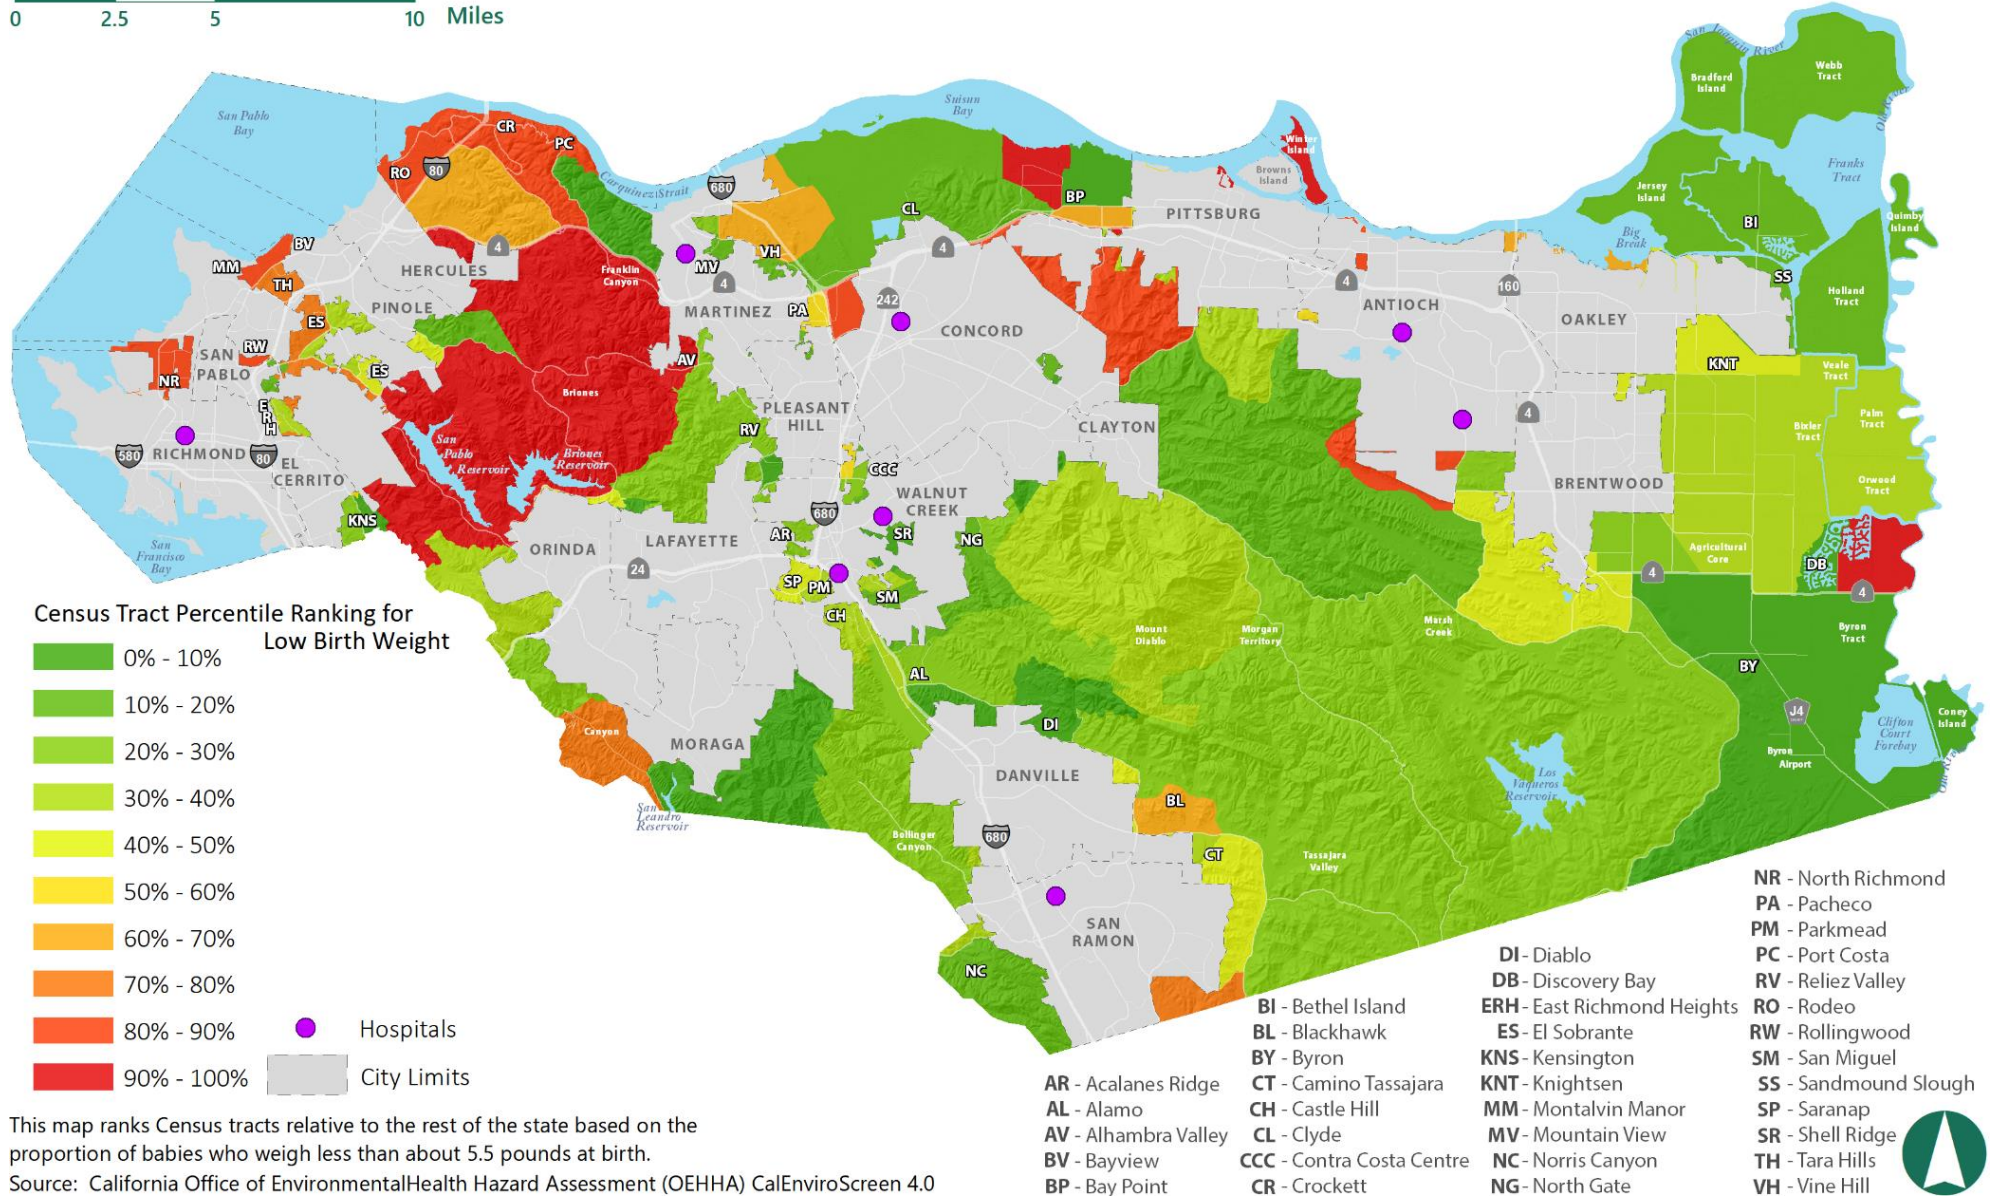 0 2.5 5 10 Miles
San Joaquin River
Webb
Tract
Bradford
Island
Old River
San Pablo
Bay
Suisun
Bay
CR
PC
RO
80
Carquinez Strait
680
Winter
Island
Browns
Island
Franks
Tract
Jersey
Island
BP
CL
PITTSBURG
BI
Quimby
Island
Big
Break
BV
4
HERCULES
Franklin
Canyon
MV
VH
4
MM
TH
4
4
160
SS
Holland
Tract
PINOLE
ES
MARTINEZ
PA
242
CONCORD
ANTIOCH
OAKLEY
RW
SAN
PABLO
NR
ES
AV
KNT
Veale
Tract
Briones
E
R
H
PLEASANT
HILL
RV
CLAYTON
4
Palm
Tract
Bixler
Tract
580
RICHMOND
80
EL
CERRITO
San
Pablo
Reservoir
Briones
Reservoir
CCC
WALNUT
CREEK
BRENTWOOD
Orwood
Tract
KNS
680
AR
SR
NG
ORINDA
LAFAYETTE
San
Francisco
Bay
24
SP
PM
SM
CH
Agricultural
Core
4
DB
4
Mount
Diablo
Morgan
Territory
Marsh
Creek
Byron
Tract
AL
BY
DI
Canyon
MORAGA
J4
Coney
Island
Clifton
Court
Forebay
Byron
Airport
Old River
DANVILLE
San
Leandro
Reservoir
BL
Los
Vaqueros
Reservoir
680
Bollinger
Canyon
CT
Tassajara
Valley
SAN
RAMON
NC
Census Tract Percentile Ranking for
Low Birth Weight
0% - 10%
10% - 20%
20% - 30%
30% - 40%
40% - 50%
50% - 60%
60% - 70%
70% - 80%
80% - 90%
90% - 100%
Hospitals
City Limits
This map ranks Census tracts relative to the rest of the state based on the
proportion of babies who weigh less than about 5.5 pounds at birth.
Source: California Office of EnvironmentalHealth Hazard Assessment (OEHHA) CalEnviroScreen 4.0
AR - Acalanes Ridge
AL - Alamo
AV - Alhambra Valley
BV - Bayview
BP - Bay Point
BI - Bethel Island
BL - Blackhawk
BY - Byron
CT - Camino Tassajara
CH - Castle Hill
CL - Clyde
CCC - Contra Costa Centre
CR - Crockett
DI - Diablo
DB - Discovery Bay
ERH - East Richmond Heights
ES - El Sobrante
KNS - Kensington
KNT - Knightsen
MM - Montalvin Manor
MV - Mountain View
NC - Norris Canyon
NG - North Gate
NR - North Richmond
PA - Pacheco
PM - Parkmead
PC - Port Costa
RV - Reliez Valley
RO - Rodeo
RW - Rollingwood
SM - San Miguel
SS - Sandmound Slough
SP - Saranap
SR - Shell Ridge
TH - Tara Hills
VH - Vine Hill